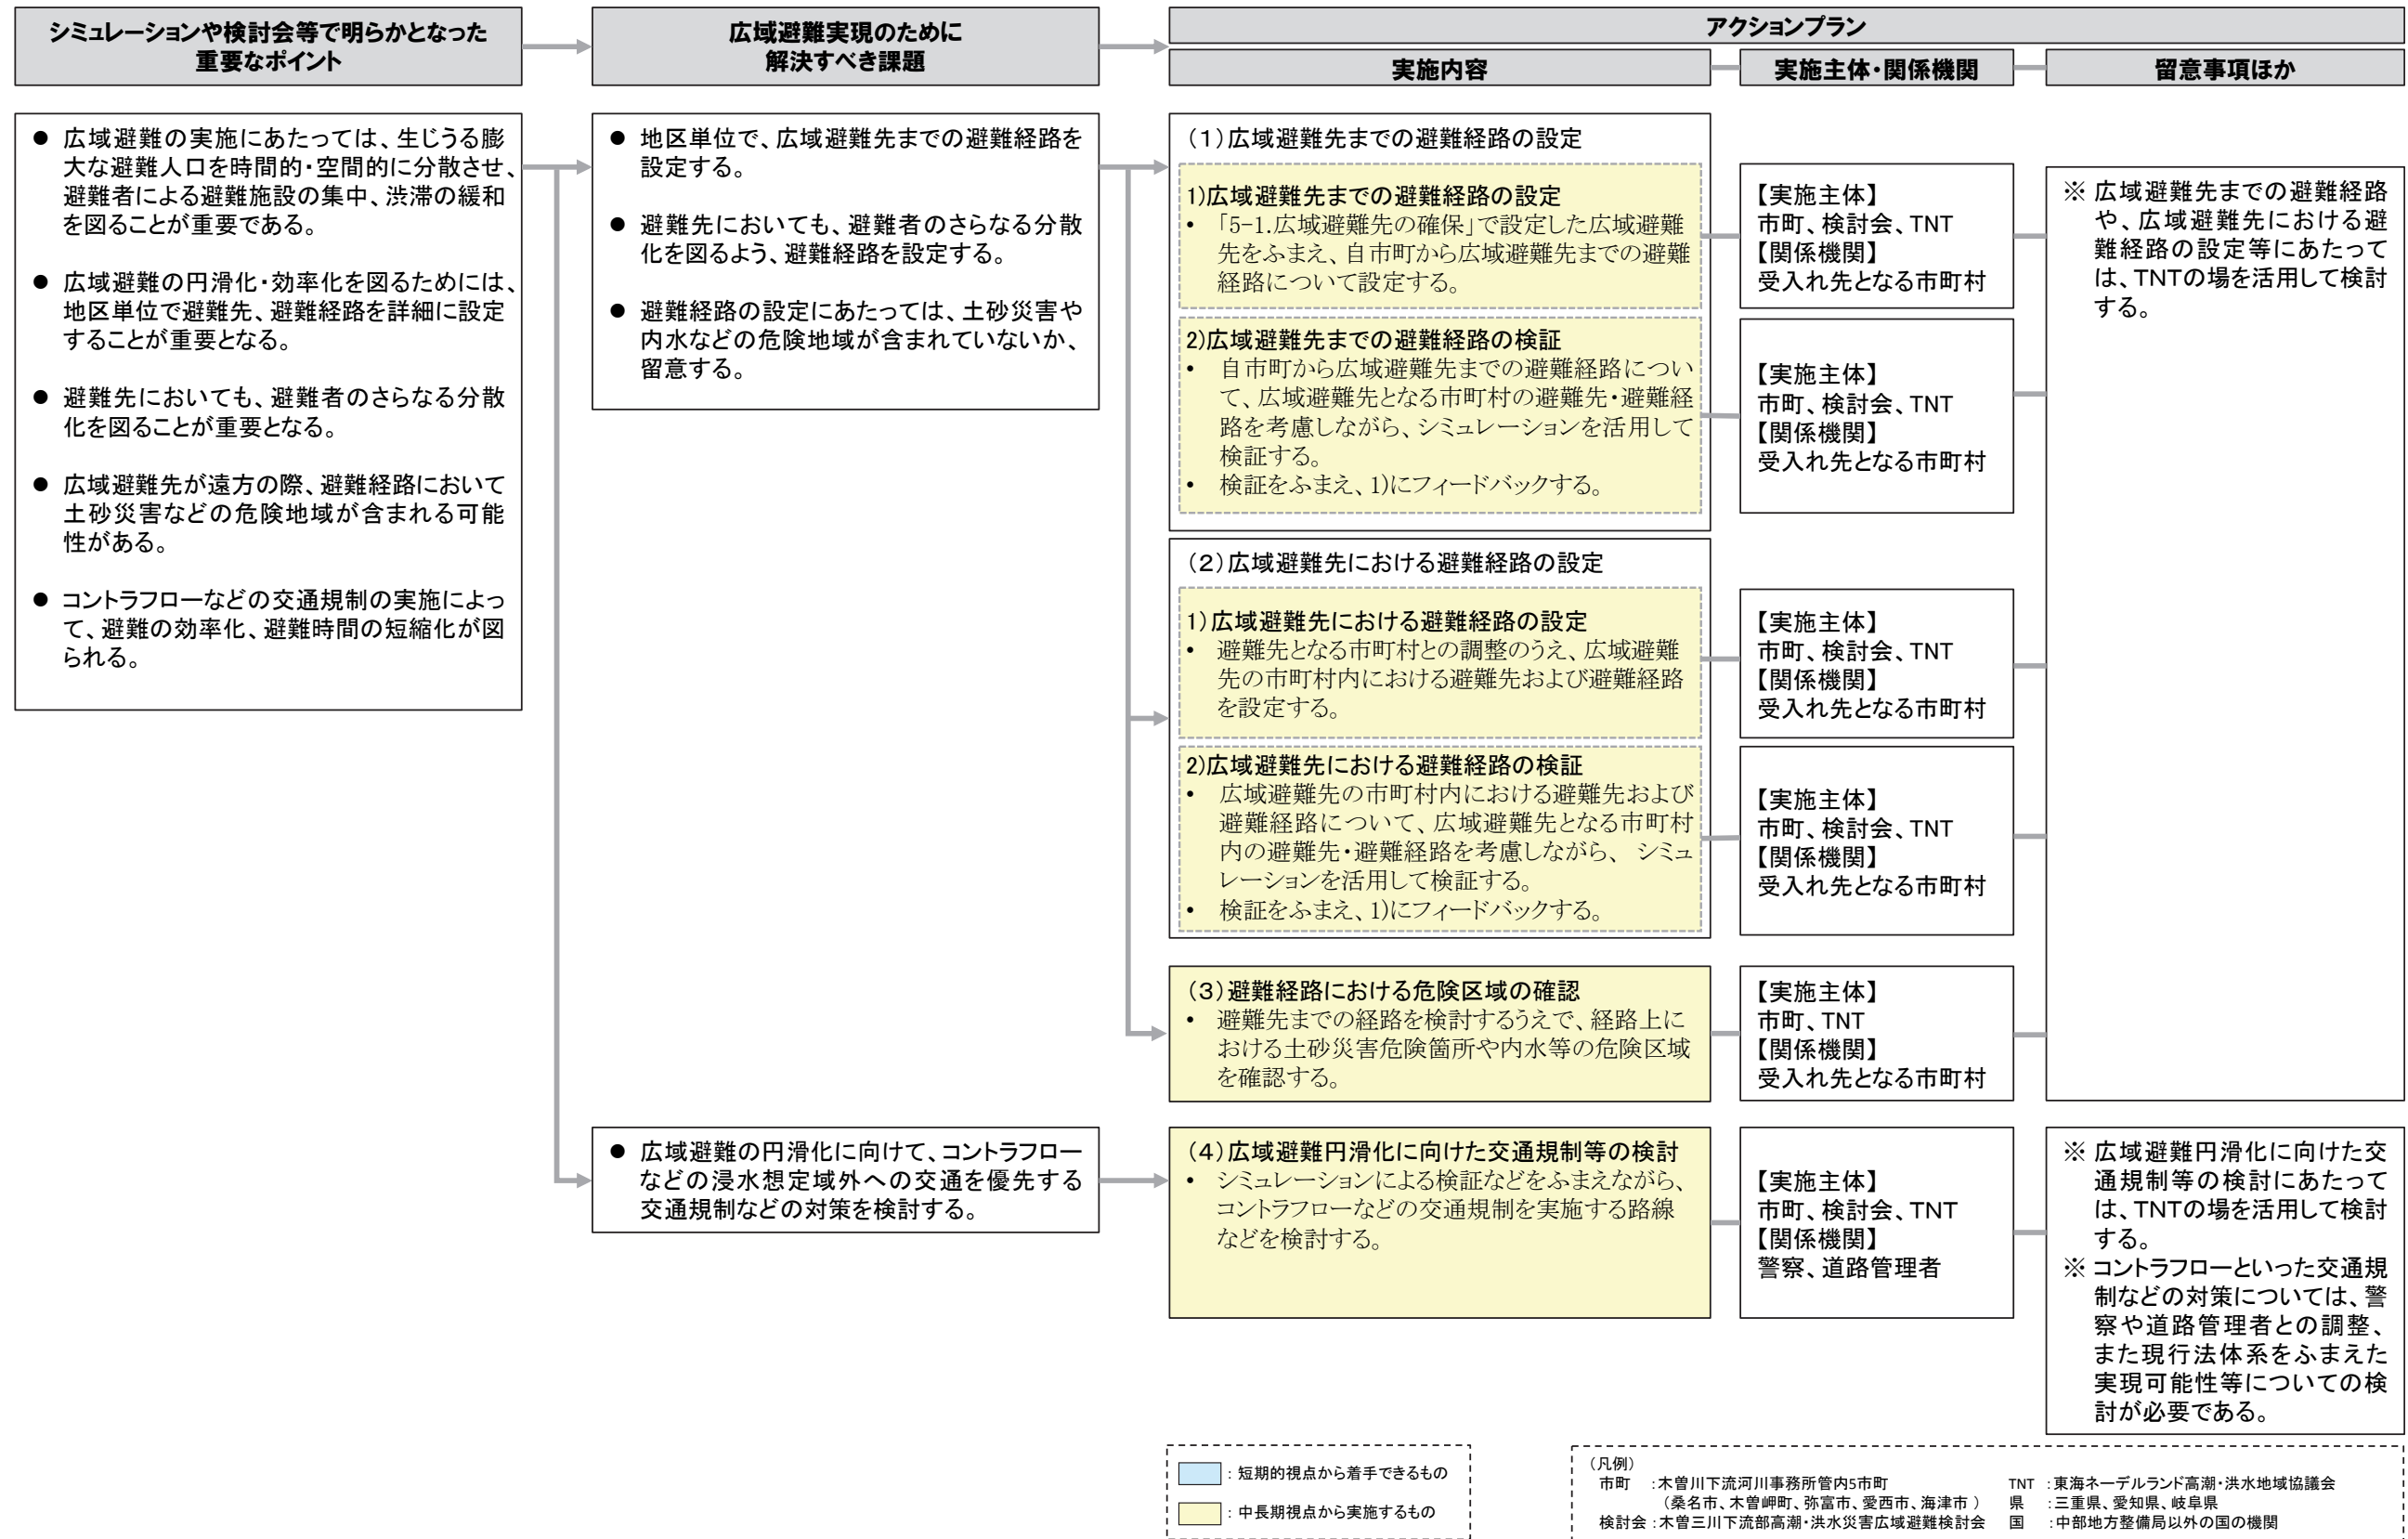 シミュレーションや検討会等で明らかとなった
重要なポイント
広域避難実現のために
解決すべき課題
アクションプラン
実施内容
実施主体・関係機関
留意事項ほか
● 広域避難の実施にあたっては、生じうる膨
大な避難人口を時間的・空間的に分散させ、
避難者による避難施設の集中、渋滞の緩和
を図ることが重要である。
● 広域避難の円滑化・効率化を図るためには、
地区単位で避難先、避難経路を詳細に設定
することが重要となる。
● 避難先においても、避難者のさらなる分散
化を図ることが重要となる。
● 広域避難先が遠方の際、避難経路において
土砂災害などの危険地域が含まれる可能
性がある。
● コントラフローなどの交通規制の実施によっ
て、避難の効率化、避難時間の短縮化が図
られる。
● 地区単位で、広域避難先までの避難経路を
設定する。
● 避難先においても、避難者のさらなる分散
化を図るよう、避難経路を設定する。
● 避難経路の設定にあたっては、土砂災害や
内水などの危険地域が含まれていないか、
留意する。
(1)広域避難先までの避難経路の設定
1)広域避難先までの避難経路の設定
• 「5-1.広域避難先の確保」で設定した広域避難
先をふまえ、自市町から広域避難先までの避難
経路について設定する。
【実施主体】
市町、検討会、TNT
【関係機関】
受入れ先となる市町村
※ 広域避難先までの避難経路
や、広域避難先における避
難経路の設定等にあたって
は、TNTの場を活用して検討
する。
2)広域避難先までの避難経路の検証
• 自市町から広域避難先までの避難経路につい
て、広域避難先となる市町村の避難先・避難経
路を考慮しながら、シミュレーションを活用して
検証する。
• 検証をふまえ、1)にフィードバックする。
【実施主体】
市町、検討会、TNT
【関係機関】
受入れ先となる市町村
(2)広域避難先における避難経路の設定
1)広域避難先における避難経路の設定
• 避難先となる市町村との調整のうえ、広域避難
先の市町村内における避難先および避難経路
を設定する。
【実施主体】
市町、検討会、TNT
【関係機関】
受入れ先となる市町村
2)広域避難先における避難経路の検証
• 広域避難先の市町村内における避難先および
避難経路について、広域避難先となる市町村
内の避難先・避難経路を考慮しながら、 シミュ
レーションを活用して検証する。
• 検証をふまえ、1)にフィードバックする。
【実施主体】
市町、検討会、TNT
【関係機関】
受入れ先となる市町村
(3)避難経路における危険区域の確認
• 避難先までの経路を検討するうえで、経路上に
おける土砂災害危険箇所や内水等の危険区域
を確認する。
【実施主体】
市町、TNT
【関係機関】
受入れ先となる市町村
● 広域避難の円滑化に向けて、コントラフロー
などの浸水想定域外への交通を優先する
交通規制などの対策を検討する。
(4)広域避難円滑化に向けた交通規制等の検討
• シミュレーションによる検証などをふまえながら、
コントラフローなどの交通規制を実施する路線
などを検討する。
【実施主体】
市町、検討会、TNT
【関係機関】
警察、道路管理者
※ 広域避難円滑化に向けた交
通規制等の検討にあたって
は、TNTの場を活用して検討
する。
※ コントラフローといった交通規
制などの対策については、警
察や道路管理者との調整、
また現行法体系をふまえた
実現可能性等についての検
討が必要である。
:短期的視点から着手できるもの
:中長期視点から実施するもの
(凡例)
市町 :木曽川下流河川事務所管内5市町
(桑名市、木曽岬町、弥富市、愛西市、海津市 )
検討会 :木曽三川下流部高潮・洪水災害広域避難検討会
TNT :東海ネーデルランド高潮・洪水地域協議会
県 :三重県、愛知県、岐阜県
国 :中部地方整備局以外の国の機関